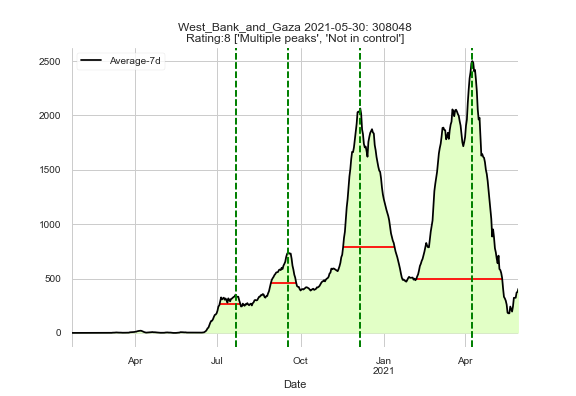 West_Bank_and_Gaza 2021-05-30: 308048
Rating:8 ['Multiple peaks', 'Not in control']
Average-7d
2500
2000
1500
1000
500
0
Apr
Jul
Oct
Jan
2021
Apr
Date